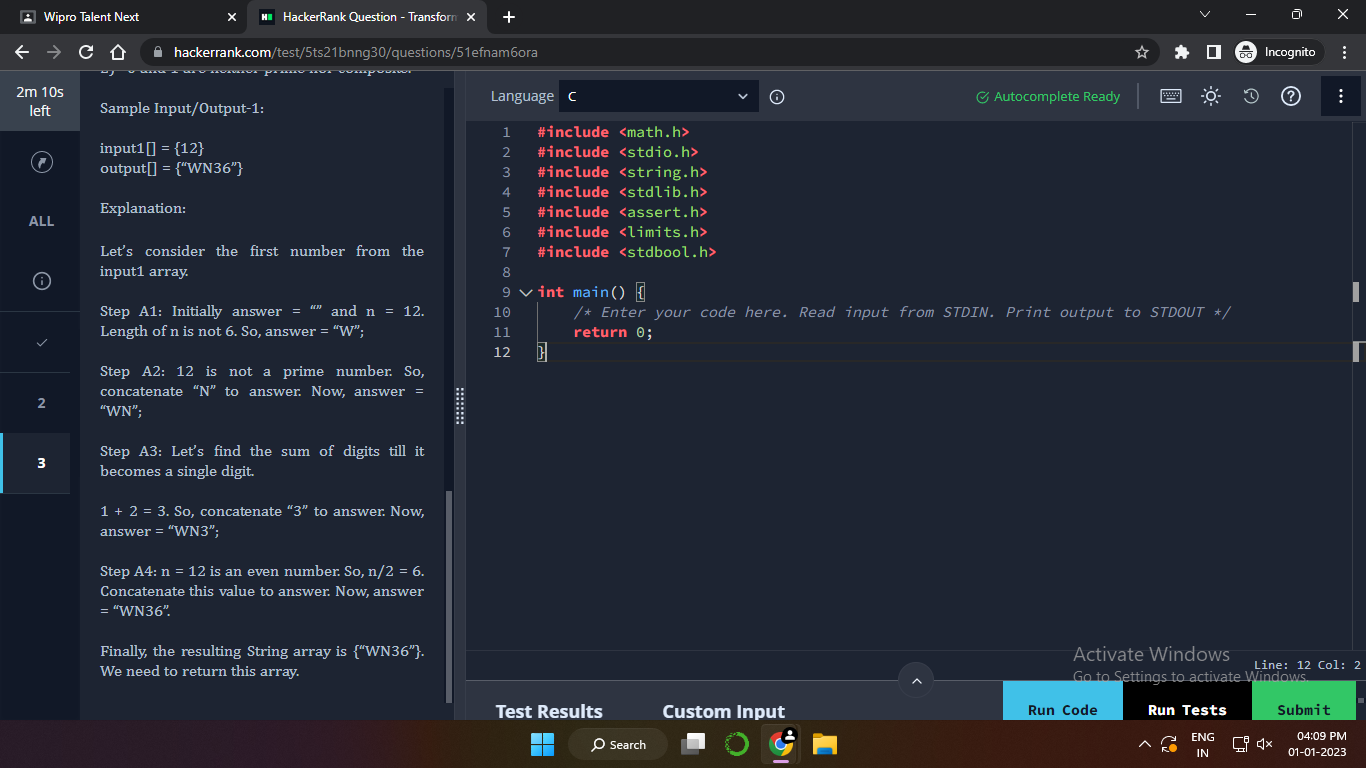 Wipro Talent Next
HackerRank Question - Transform
hackerrank.com/test/5ts21bnng30/questions/51efnam6ora
Incognito
2m 10s
left
ALL
2
3
By - 0 and 1 are neither prime nor composite.
Sample Input/Output-1:
input1[] = {12}
output[] = {“WN36”}
Explanation:
Let’s consider the first number from the
input1 array.
Step A1: Initially answer = “” and n = 12.
Length of n is not 6. So, answer = “W”;
Step A2: 12 is not a prime number. So,
concatenate “N” to answer. Now, answer =
“WN”;
Step A3: Let’s find the sum of digits till it
becomes a single digit.
1 + 2 = 3. So, concatenate “3” to answer. Now,
answer = “WN3”;
Step A4: n = 12 is an even number. So, n/2 = 6.
Concatenate this value to answer. Now, answer
= “WN36”.
Finally, the resulting String array is {“WN36”}.
We need to return this array.
Language C
Autocomplete Ready
1 #include <math.h>
2 #include <stdio.h>
3 #include <string.h>
4 #include <stdlib.h>
5 #include <assert.h>
6 #include <limits.h>
7 #include <stdbool.h>
8
9 int main() {
10 /* Enter your code here. Read input from STDIN. Print output to STDOUT */
11 return 0;
12 }
Activate Windows
Go to Settings to activate Windows.
Line: 12 Col: 2
Test Results Custom Input
Run Code Run Tests Submit
Search
ENG
IN
04:09 PM
01-01-2023